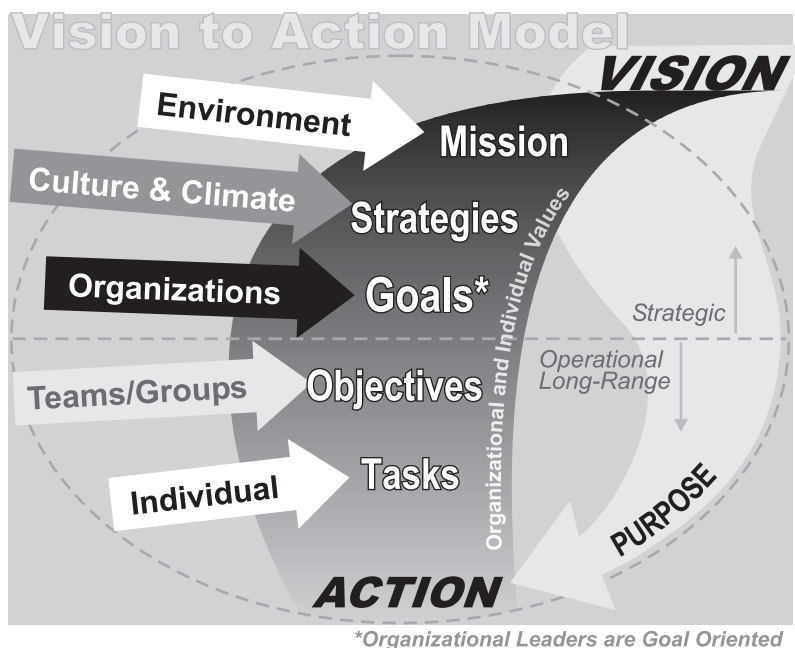 Vision to Action Model
VISION
Environment
Mission
Culture & Climate
Strategies
Organizations
Goals*
Organizational and Individual Values
Strategic
Operational
Long-Range
Teams/Groups
Objectives
Individual
Tasks
PURPOSE
ACTION
*Organizational Leaders are Goal Oriented